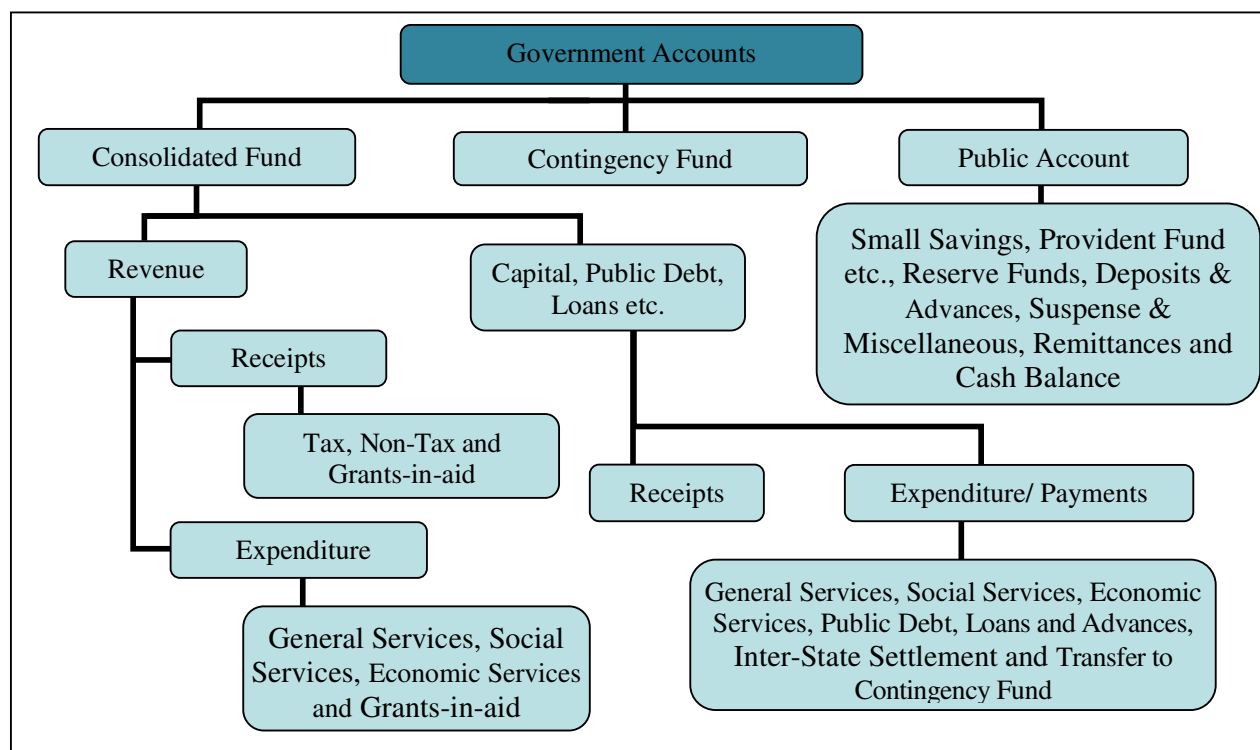 Government Accounts
Consolidated Fund
Contingency Fund
Public Account
Revenue
Capital, Public Debt,
Loans etc.
Small Savings, Provident Fund
etc., Reserve Funds, Deposits &
Advances, Suspense &
Miscellaneous, Remittances and
Cash Balance
Receipts
Tax, Non-Tax and
Grants-in-aid
Receipts
Expenditure/ Payments
Expenditure
General Services, Social
Services, Economic Services
and Grants-in-aid
General Services, Social Services, Economic
Services, Public Debt, Loans and Advances,
Inter-State Settlement and Transfer to
Contingency Fund